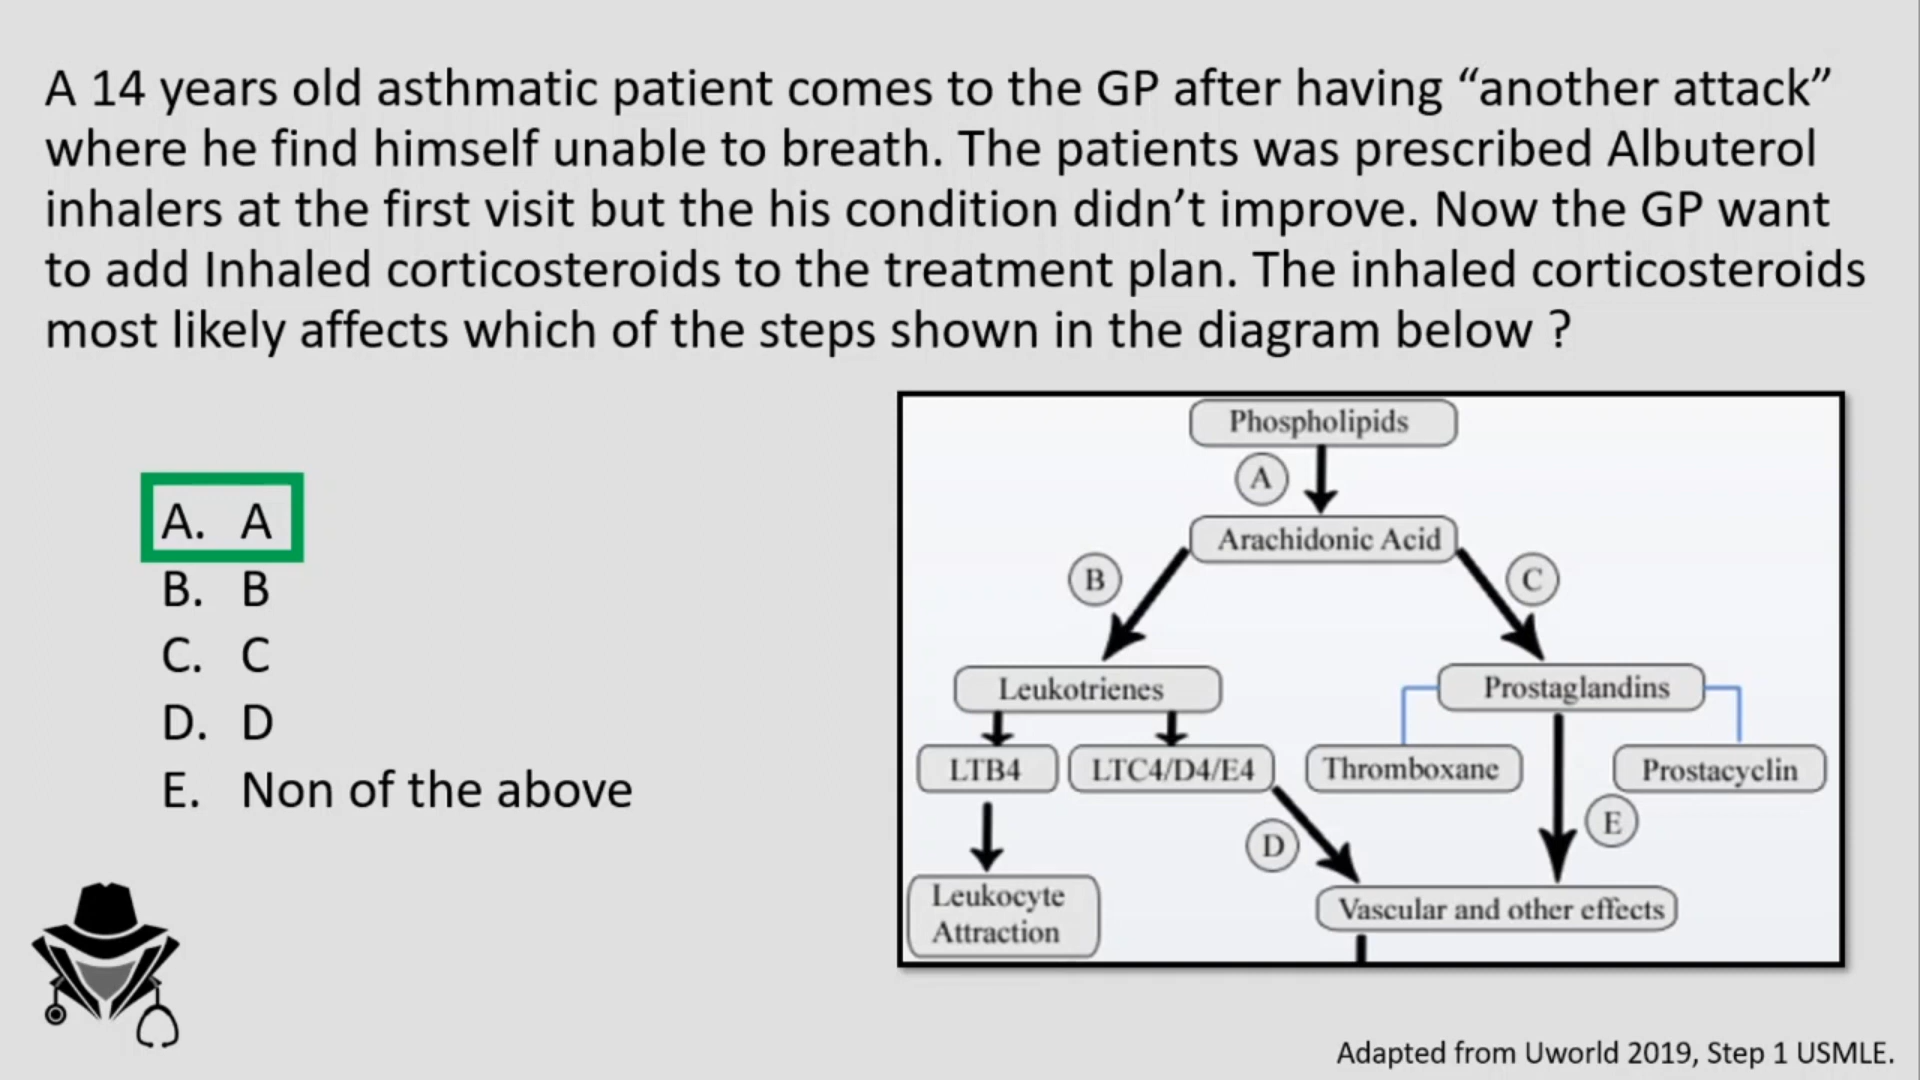 A 14 years old asthmatic patient comes to the GP after having “another attack”
where he find himself unable to breath. The patients was prescribed Albuterol
inhalers at the first visit but the his condition didn’t improve. Now the GP want
to add Inhaled corticosteroids to the treatment plan. The inhaled corticosteroids
most likely affects which of the steps shown in the diagram below ?
A. A
B. B
C. C
D. D
E. Non of the above
Phospholipids
A
Arachidonic Acid
B
C
Leukotrienes
Prostaglandins
LTB4
LTC4/D4/E4
Thromboxane
Prostacyclin
D
E
Leukocyte
Attraction
Vascular and other effects
Adapted from Uworld 2019, Step 1 USMLE.